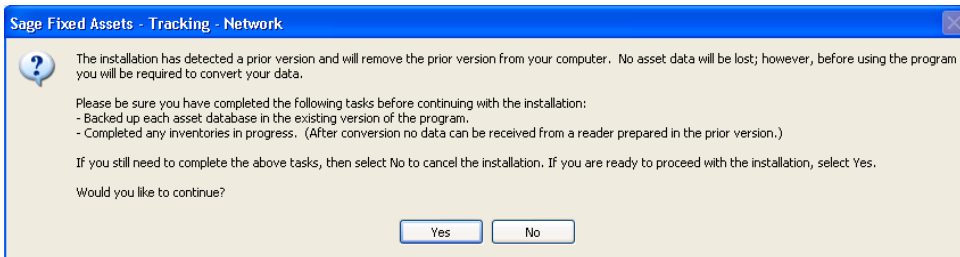 Sage Fixed Assets - Tracking - Network
The installation has detected a prior version and will remove the prior version from your computer.  No asset data will be lost; however, before using the program
you will be required to convert your data.
Please be sure you have completed the following tasks before continuing with the installation:
- Backed up each asset database in the existing version of the program.
- Completed any inventories in progress.  (After conversion no data can be received from a reader prepared in the prior version.)
If you still need to complete the above tasks, then select No to cancel the installation. If you are ready to proceed with the installation, select Yes.
Would you like to continue?
Yes
No